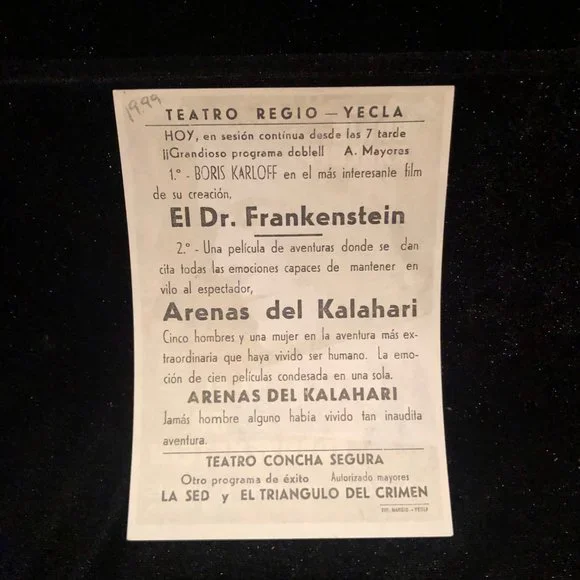 19.99
TEATRO REGIO — YECLA
HOY, en sesión contínua desde las 7 tarde
¡¡Grandioso programa doble!! A. Mayores
1.º - BORIS KARLOFF en el más interesante film
de su creación,
El Dr. Frankenstein
2.º - Una película de aventuras donde se dan
cita todas las emociones capaces de mantener en
vilo al espectador,
Arenas del Kalahari
Cinco hombres y una mujer en la aventura más ex-
traordinaria que haya vivido ser humano. La emo-
ción de cien películas condesada en una sola.
ARENAS DEL KALAHARI
Jamás hombre alguno había vivido tan inaudita
aventura.
TEATRO CONCHA SEGURA
Otro programa de éxito Autorizado mayores
LA SED y EL TRIANGULO DEL CRIMEN
TIP. - YECLA